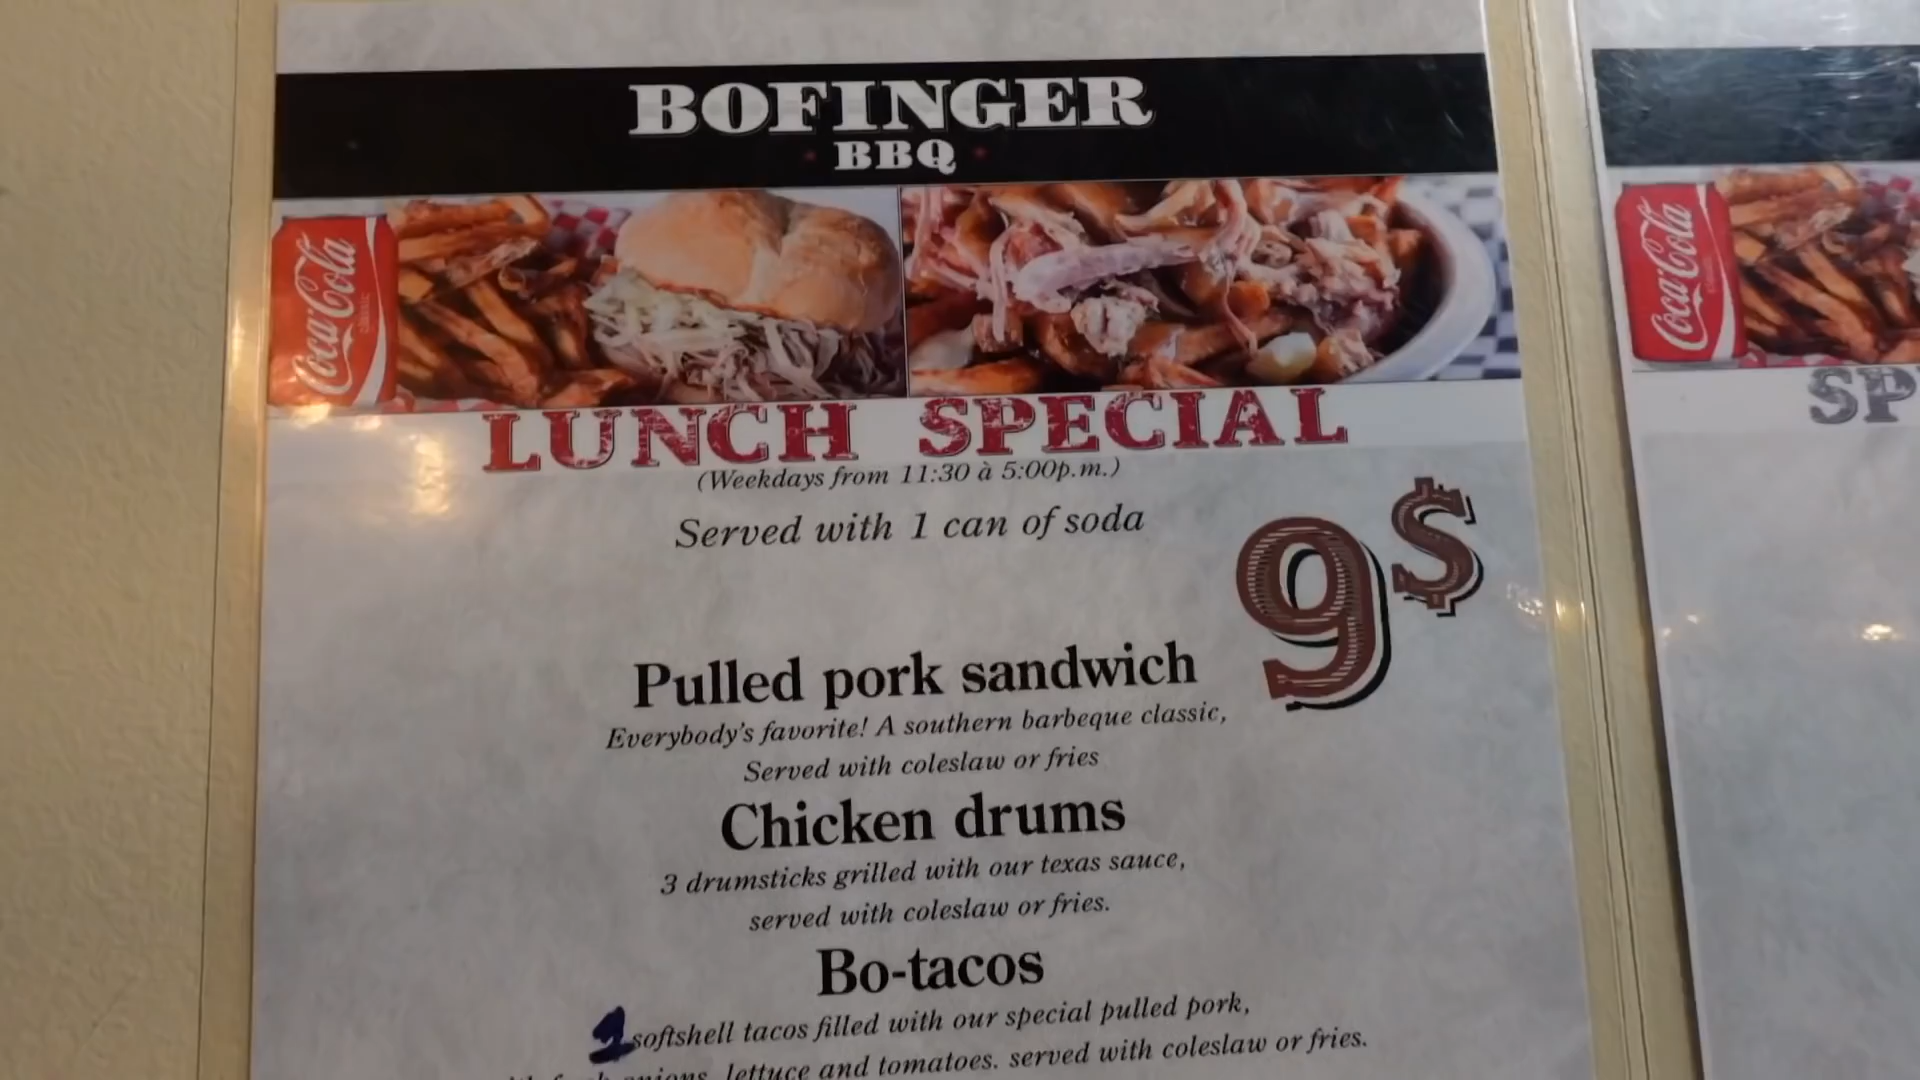 BOFINGER
BBQ
Coca-Cola
classic
Coca-Cola
LUNCH SPECIAL
(Weekdays from 11:30 à 5:00p.m.)
Served with 1 can of soda
9$
Pulled pork sandwich
Everybody's favorite! A southern barbeque classic,
Served with coleslaw or fries
Chicken drums
3 drumsticks grilled with our texas sauce,
served with coleslaw or fries.
Bo-tacos
softshell tacos filled with our special pulled pork,
onions, lettuce and tomatoes. served with coleslaw or fries.